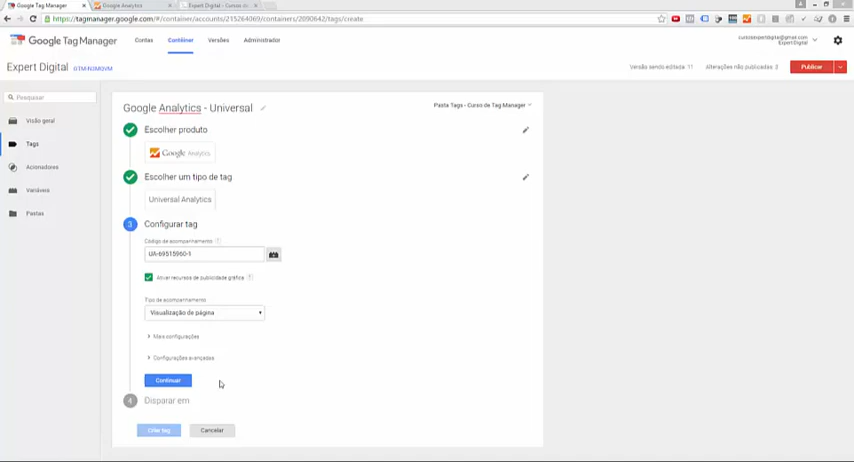 Google Tag Manager
Google Analytics
Expert Digital - Cursos de
https://tagmanager.google.com/#/container/accounts/215264069/containers/2090642/tags/create
Google Tag Manager
Contas
Contêiner
Versões
Administrador
Expert Digital
Expert Digital
Versão sendo editada: 11
Alterações não publicadas: 2
Publicar
Pesquisar
Visão geral
Tags
Acionadores
Variáveis
Pastas
Google Analytics - Universal
Pasta Tags - Curso de Tag Manager
Escolher produto
Google Analytics
Escolher um tipo de tag
Universal Analytics
3
Configurar tag
Código de acompanhamento
UA-69515960-1
Ativar recursos de publicidade gráfica
Tipo de acompanhamento
Visualização de página
Mais configurações
Configurações avançadas
Continuar
4
Disparar em
Criar tag
Cancelar